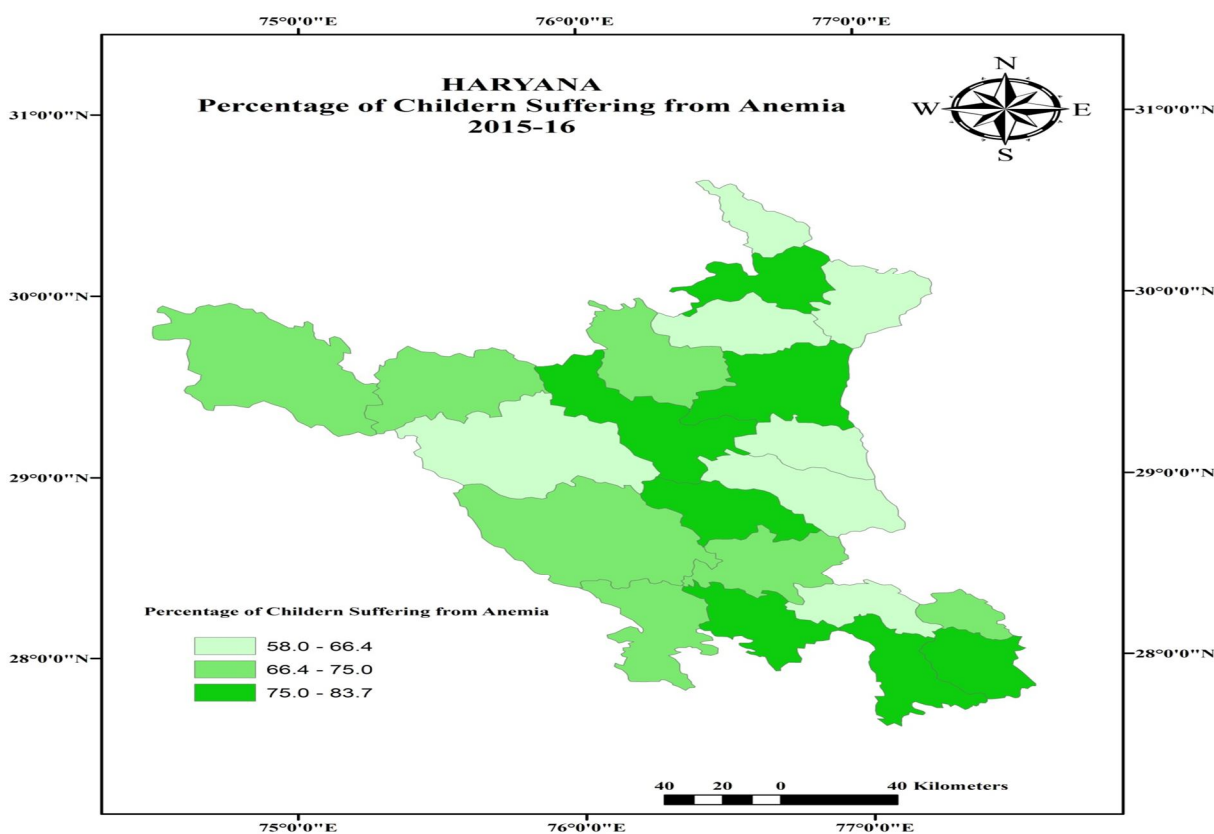 75°0'0"E 76°0'0"E 77°0'0"E
HARYANA
Percentage of Childern Suffering from Anemia
2015-16
N
W E
S
31°0'0"N 31°0'0"N
30°0'0"N 30°0'0"N
29°0'0"N 29°0'0"N
Percentage of Childern Suffering from Anemia
58.0 - 66.4
66.4 - 75.0
75.0 - 83.7
28°0'0"N 28°0'0"N
40 20 0 40 Kilometers
75°0'0"E 76°0'0"E 77°0'0"E